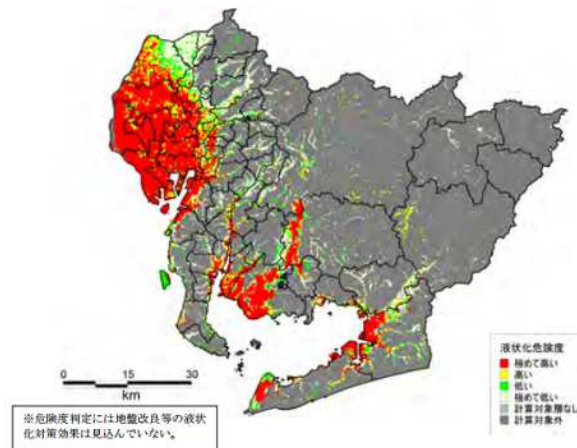 液状化危険度
極めて高い
高い
低い
極めて低い
計算対象層なし
計算対象外
0 15 30
km
※危険度判定には地盤改良等の液状
化対策効果は見込んでいない。